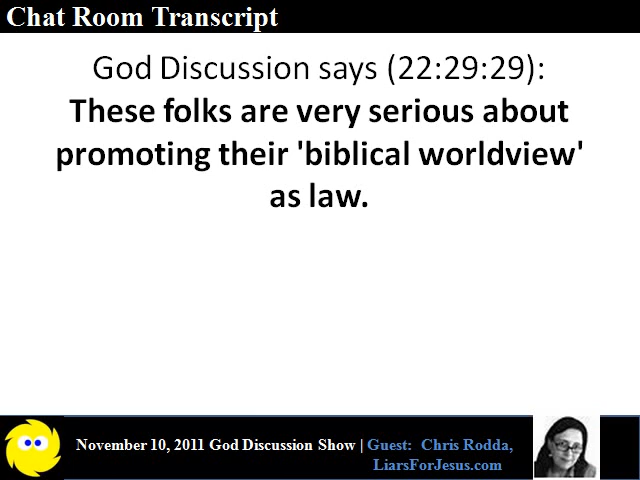 Chat Room Transcript
God Discussion says (22:29:29):
These folks are very serious about
promoting their 'biblical worldview'
as law.
November 10, 2011 God Discussion Show | Guest:  Chris Rodda,
LiarsForJesus.com